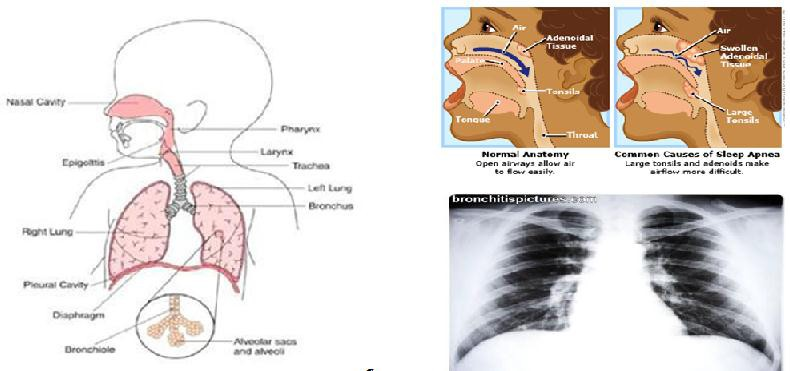 Nasal Cavity
Pharynx
Larynx
Epiglottis
Trachea
Left Lung
Bronchus
Right Lung
Pleural Cavity
Diaphragm
Bronchiole
Alveolar sacs
and alveoli
Air
Adenoidal
Tissue
Palate
Tonsils
Tongue
Throat
Normal Anatomy
Open airways allow air
to flow easily.
Air
Swollen
Adenoidal
Tissue
Large
Tonsils
Common Causes of Sleep Apnea
Large tonsils and adenoids make
airflow more difficult.
bronchitispictures.com